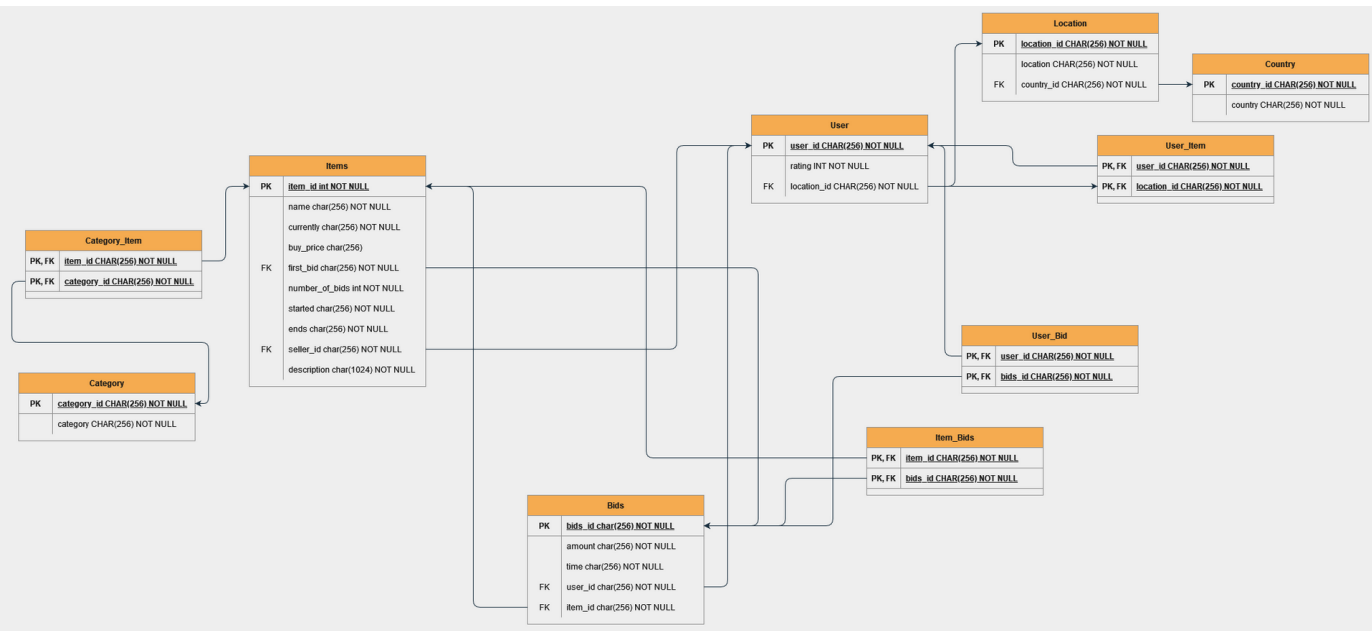 Location
PK location_id CHAR(256) NOT NULL
location CHAR(256) NOT NULL
FK country_id CHAR(256) NOT NULL
Country
PK country_id CHAR(256) NOT NULL
country CHAR(256) NOT NULL
User
PK user_id CHAR(256) NOT NULL
rating INT NOT NULL
FK location_id CHAR(256) NOT NULL
User_Item
PK, FK user_id CHAR(256) NOT NULL
PK, FK location_id CHAR(256) NOT NULL
Items
PK item_id int NOT NULL
name char(256) NOT NULL
currently char(256) NOT NULL
buy_price char(256)
FK first_bid char(256) NOT NULL
number_of_bids int NOT NULL
started char(256) NOT NULL
ends char(256) NOT NULL
FK seller_id char(256) NOT NULL
description char(1024) NOT NULL
Category_Item
PK, FK item_id CHAR(256) NOT NULL
PK, FK category_id CHAR(256) NOT NULL
Category
PK category_id CHAR(256) NOT NULL
category CHAR(256) NOT NULL
User_Bid
PK, FK user_id CHAR(256) NOT NULL
PK, FK bids_id CHAR(256) NOT NULL
Item_Bids
PK, FK item_id CHAR(256) NOT NULL
PK, FK bids_id CHAR(256) NOT NULL
Bids
PK bids_id char(256) NOT NULL
amount char(256) NOT NULL
time char(256) NOT NULL
FK user_id char(256) NOT NULL
FK item_id char(256) NOT NULL